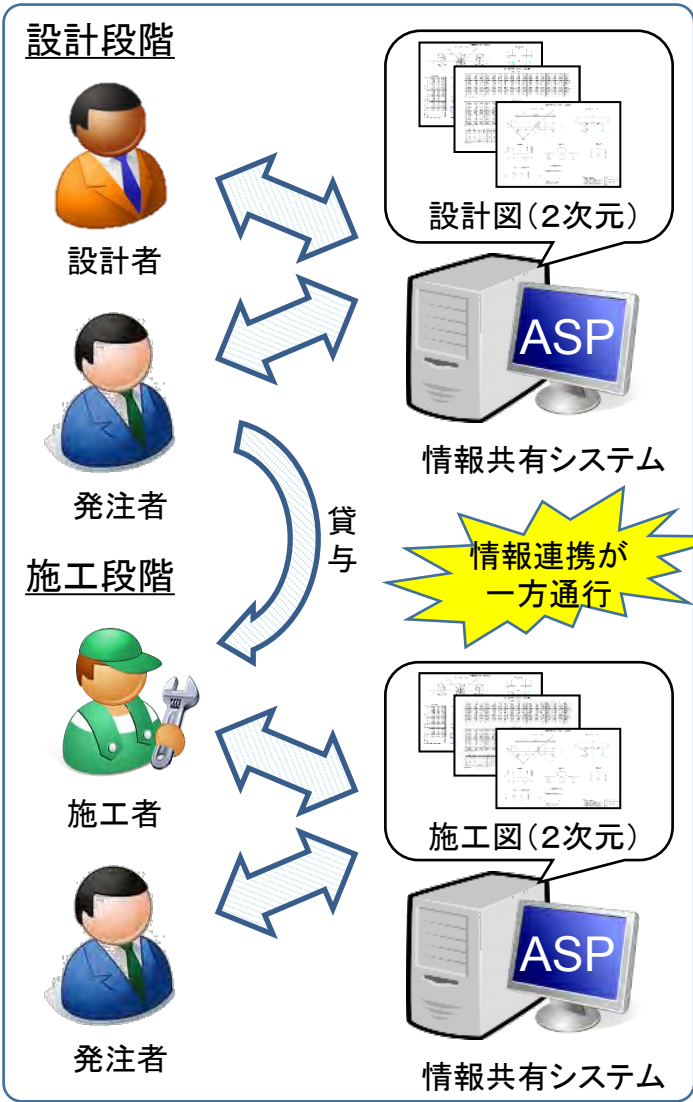 設計段階
設計者
設計図(2次元)
ASP
情報共有システム
発注者
貸与
情報連携が
一方通行
施工段階
施工者
施工図(2次元)
ASP
情報共有システム
発注者